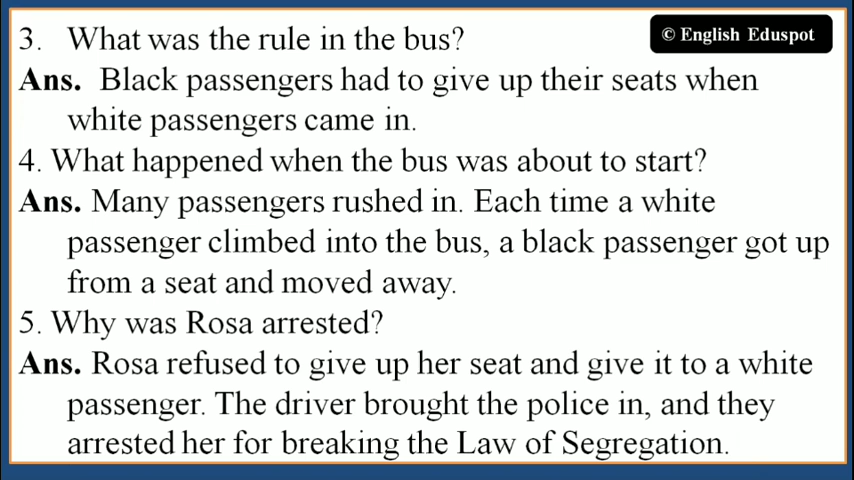 3. What was the rule in the bus?
© English Eduspot
Ans. Black passengers had to give up their seats when
white passengers came in.
4. What happened when the bus was about to start?
Ans. Many passengers rushed in. Each time a white
passenger climbed into the bus, a black passenger got up
from a seat and moved away.
5. Why was Rosa arrested?
Ans. Rosa refused to give up her seat and give it to a white
passenger. The driver brought the police in, and they
arrested her for breaking the Law of Segregation.